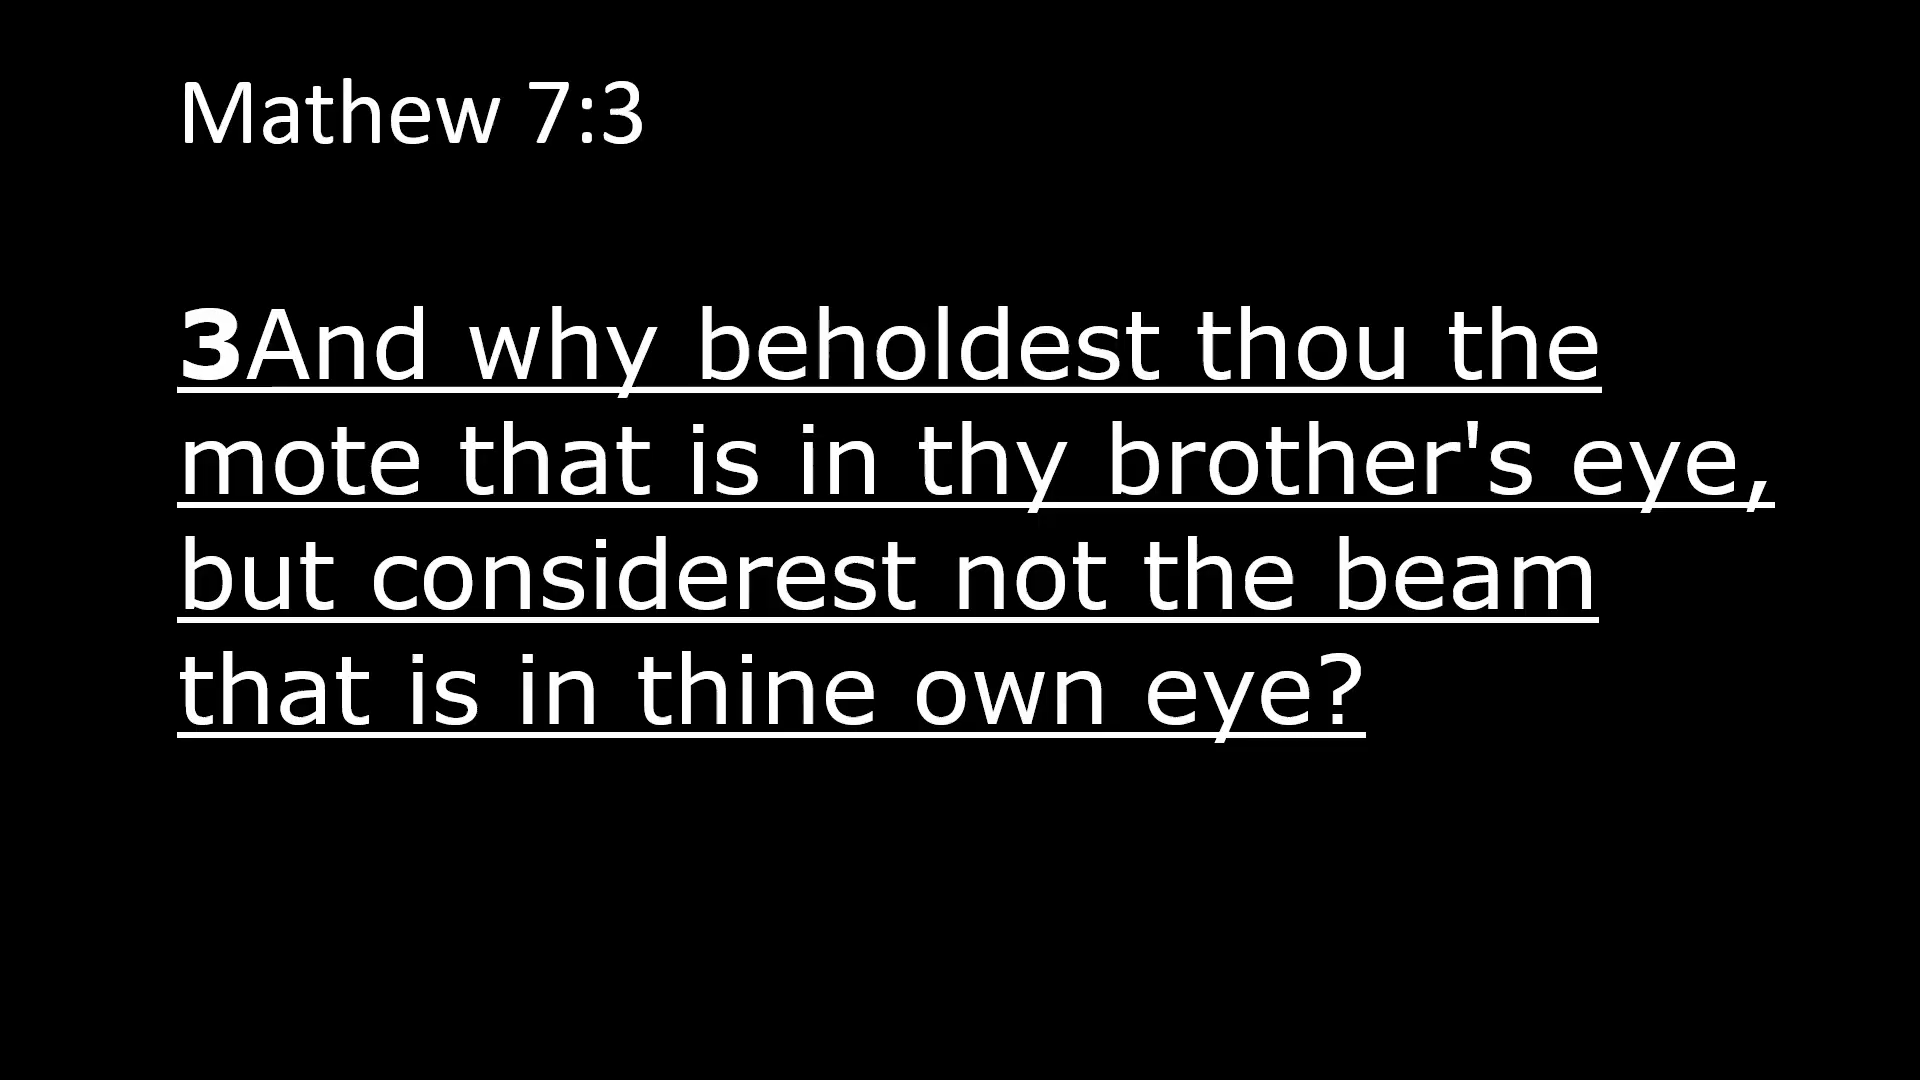 Mathew 7:3
3And why beholdest thou the
mote that is in thy brother's eye,
but considerest not the beam
that is in thine own eye?